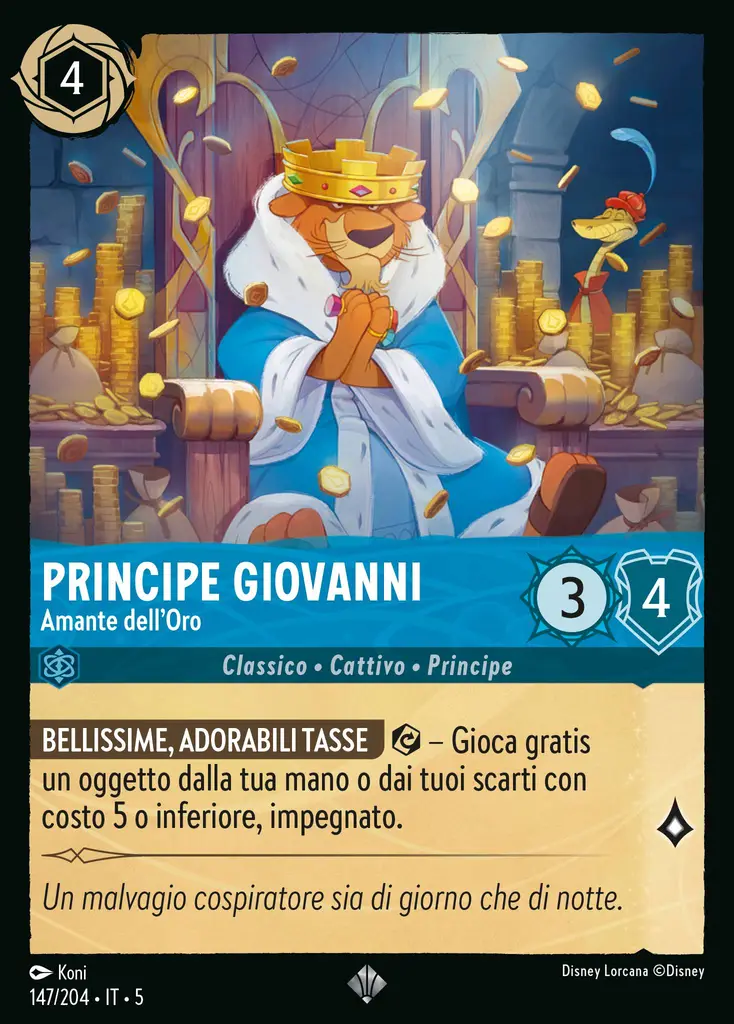 4
PRINCIPE GIOVANNI
Amante dell'Oro
3
4
Classico • Cattivo • Principe
BELLISSIME, ADORABILI TASSE – Gioca gratis
un oggetto dalla tua mano o dai tuoi scarti con
costo 5 o inferiore, impegnato.
Un malvagio cospiratore sia di giorno che di notte.
Koni
Disney Lorcana ©Disney
147/204 • IT • 5